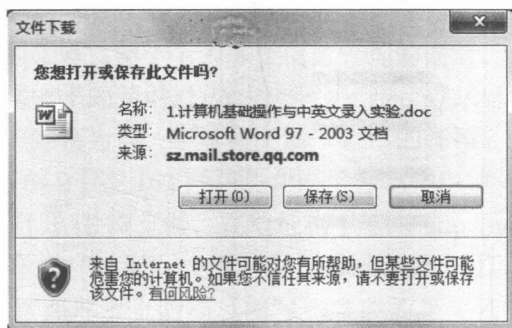 文件下载
您想打开或保存此文件吗?
名称: 1.计算机基础操作与中英文录入实验.doc
类型: Microsoft Word 97 - 2003 文档
来源: sz.mail.store.qq.com
打开(O) 保存(S) 取消
来自 Internet 的文件可能对您有所帮助,但某些文件可能
危害您的计算机。如果您不信任其来源,请不要打开或保存
该文件。有何风险?